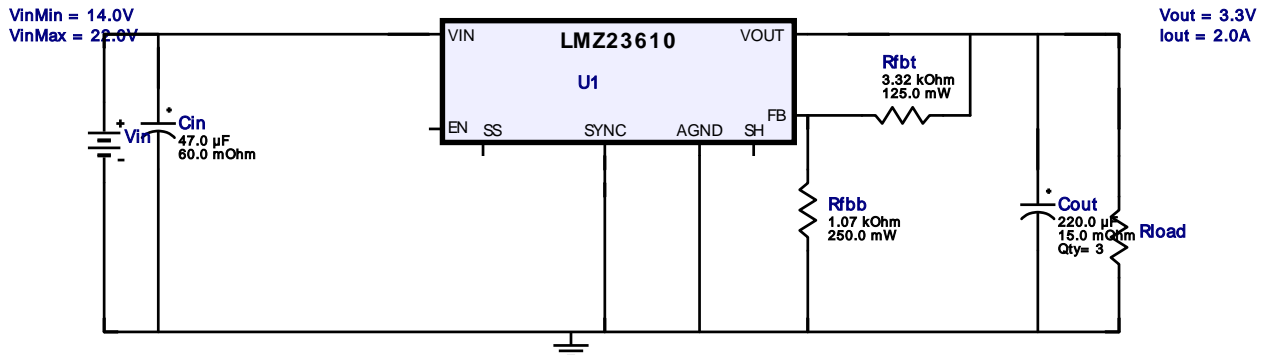 VinMin = 14.0V
VinMax = 22.0V
Vout = 3.3V
Iout = 2.0A
VIN
LMZ23610
VOUT
U1
Rfbt
3.32 kOhm
125.0 mW
FB
EN
SS
SYNC
AGND
SH
+
Vin
-
Cin
47.0 µF
60.0 mOhm
Rfbb
1.07 kOhm
250.0 mW
Cout
220.0 µF
15.0 mOhm
Qty= 3
Rload